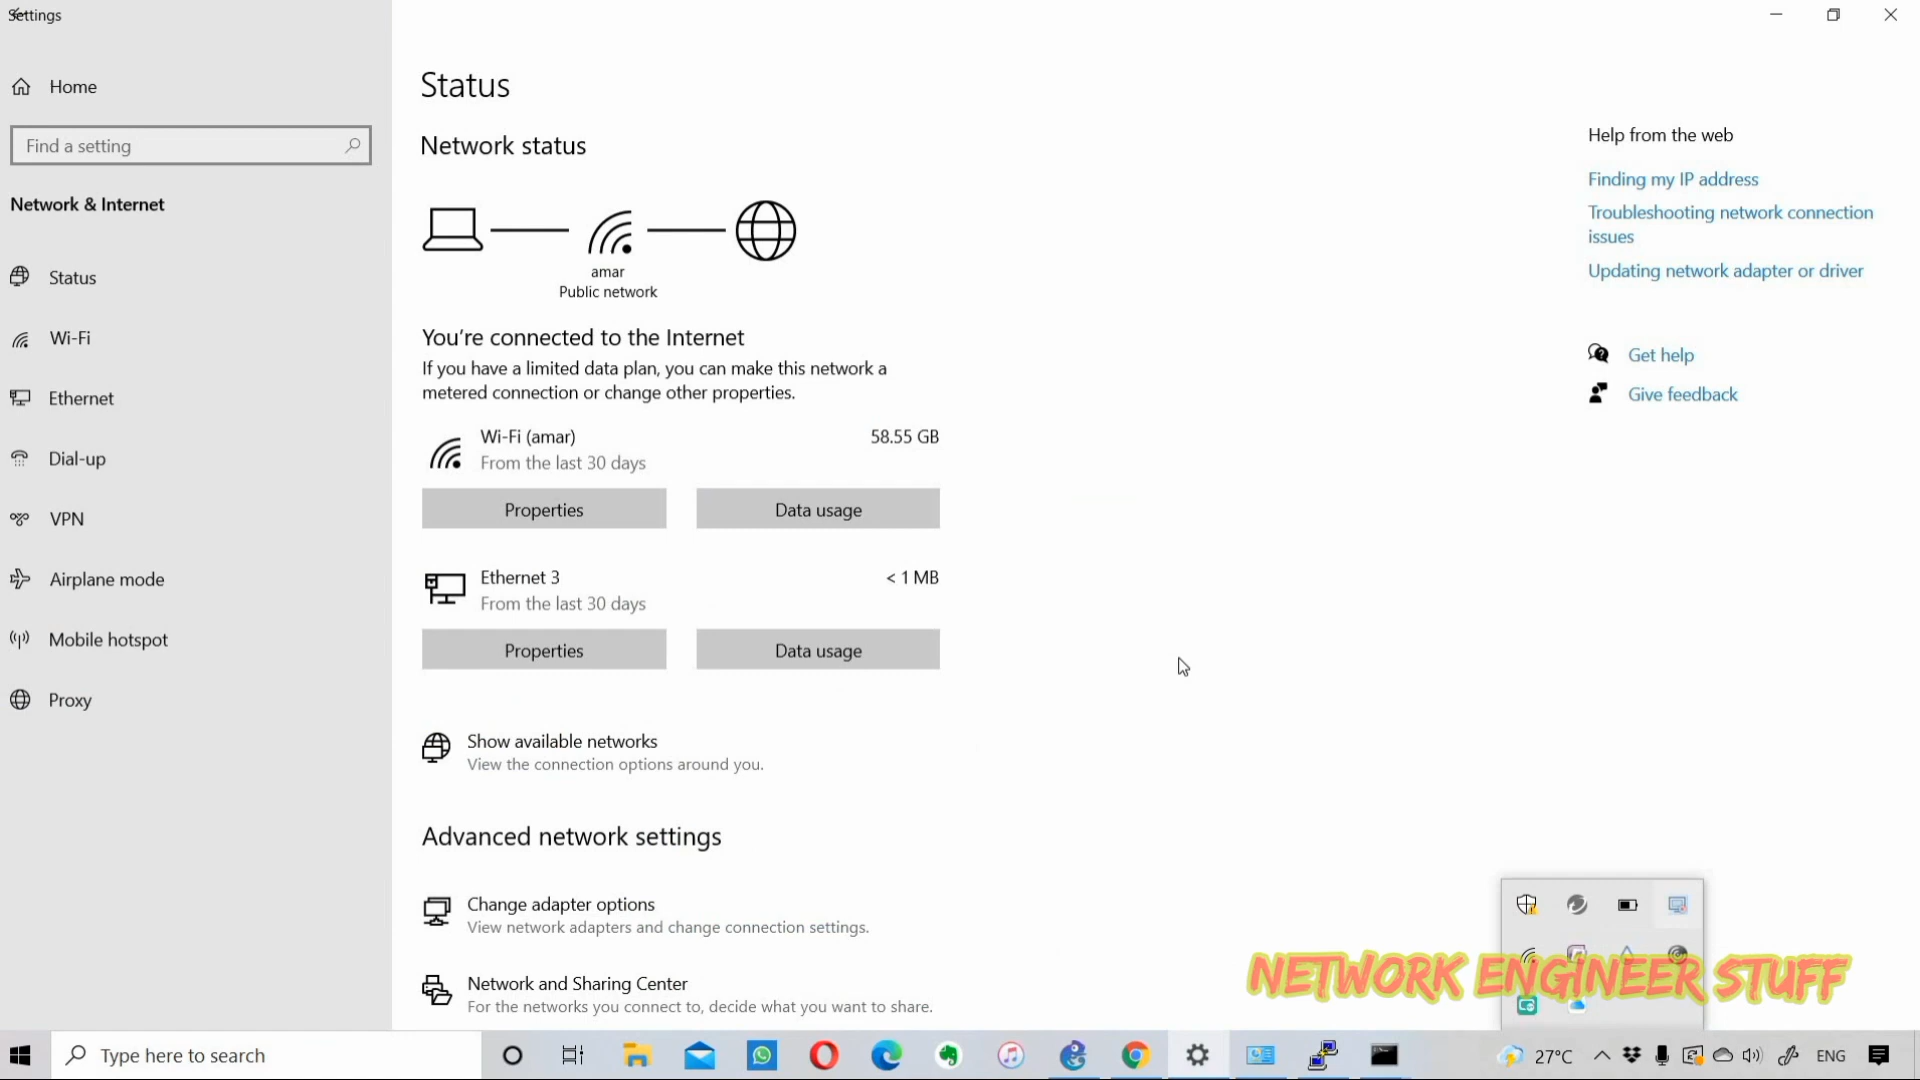 Settings
Home
Find a setting
Network & Internet
Status
Wi-Fi
Ethernet
Dial-up
VPN
Airplane mode
Mobile hotspot
Proxy
Status
Network status
amar
Public network
You're connected to the Internet
If you have a limited data plan, you can make this network a
metered connection or change other properties.
Wi-Fi (amar)
58.55 GB
From the last 30 days
Properties
Data usage
Ethernet 3
< 1 MB
From the last 30 days
Properties
Data usage
Show available networks
View the connection options around you.
Advanced network settings
Change adapter options
View network adapters and change connection settings.
Network and Sharing Center
For the networks you connect to, decide what you want to share.
Help from the web
Finding my IP address
Troubleshooting network connection
issues
Updating network adapter or driver
Get help
Give feedback
NETWORK ENGINEER STUFF
Type here to search
27°C
ENG